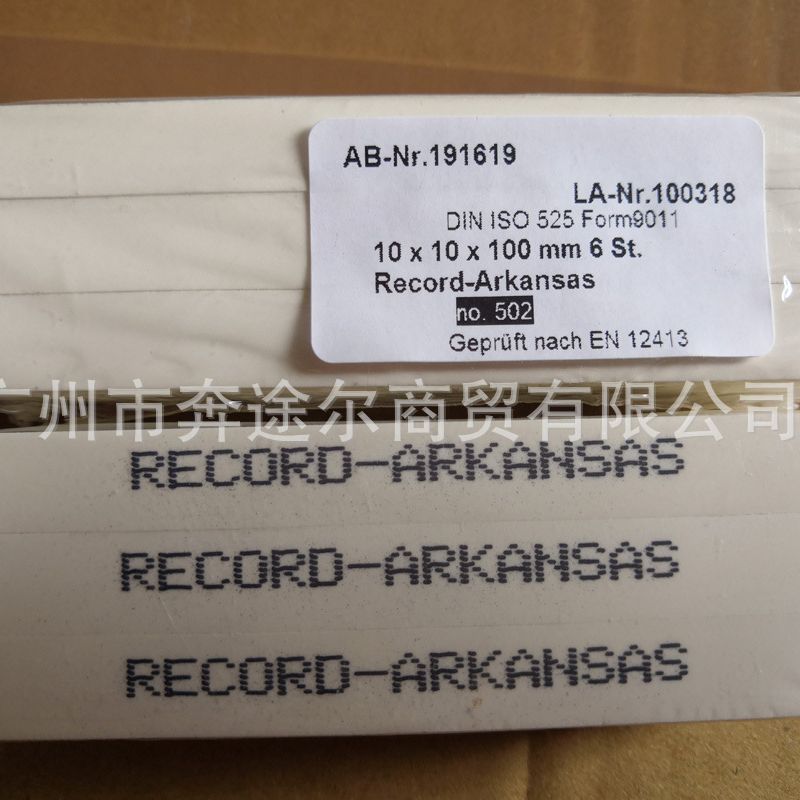 AB-Nr.191619
LA-Nr.100318
DIN ISO 525 Form9011
10 x 10 x 100 mm 6 St.
Record-Arkansas
no. 502
Geprüft nach EN 12413
广州市奔途尔商贸有限公司
RECORD-ARKANSAS
RECORD-ARKANSAS
RECORD-ARKANSAS